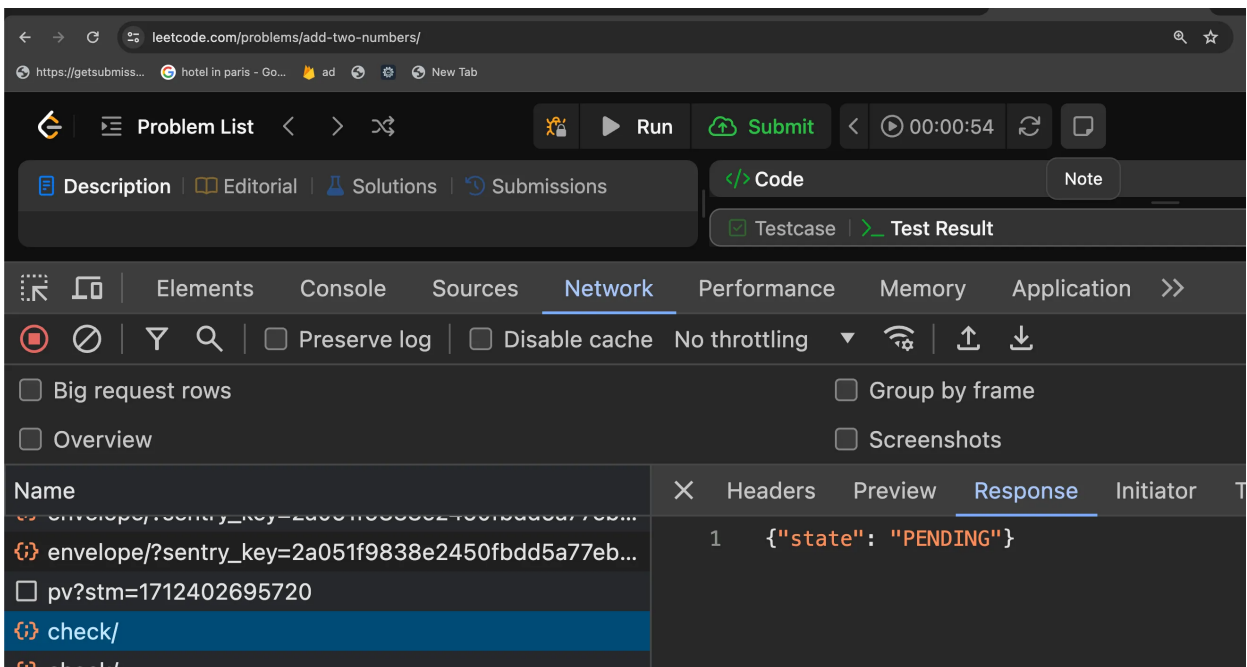 leetcode.com/problems/add-two-numbers/
https://getsubmiss... hotel in paris - Go... ad New Tab
Problem List Run Submit 00:00:54
Description Editorial Solutions Submissions
</> Code Note
Testcase >_ Test Result
Elements Console Sources Network Performance Memory Application >>
Preserve log Disable cache No throttling
Big request rows Group by frame
Overview Screenshots
Name Headers Preview Response Initiator
envelope/?sentry_key=2a051f9838e2450fbdd5a77eb...
1 {"state": "PENDING"}
envelope/?sentry_key=2a051f9838e2450fbdd5a77eb...
pv?stm=1712402695720
check/